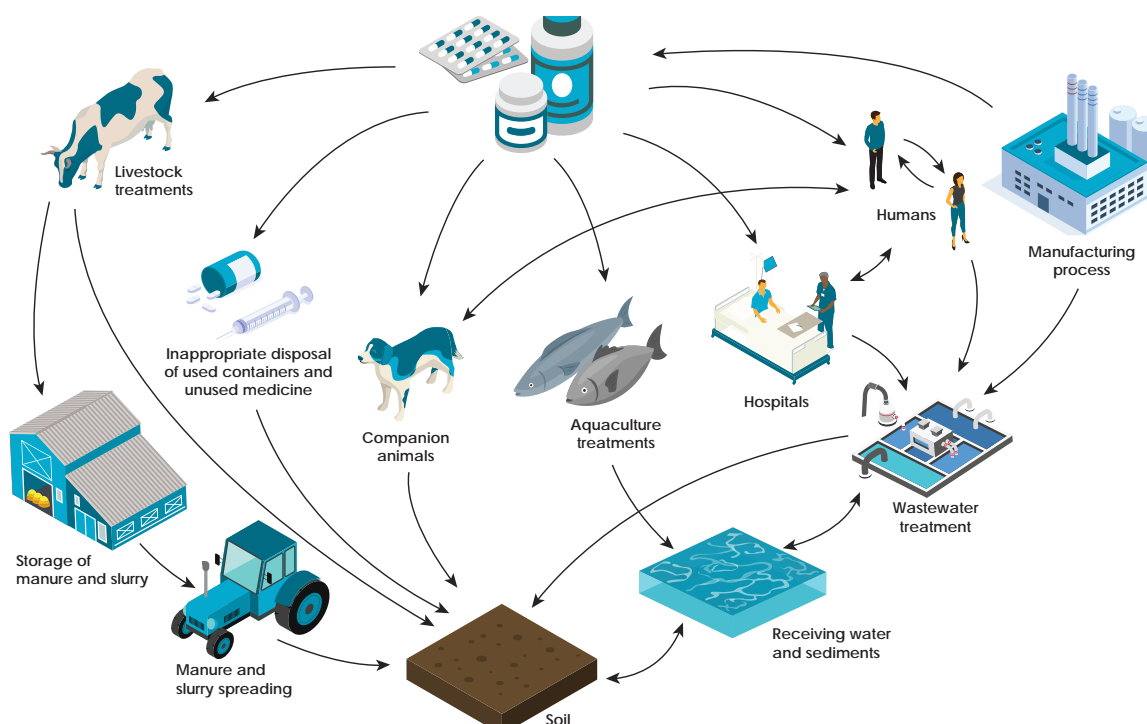 Livestock
treatments
Humans
Manufacturing
process
Inappropriate disposal
of used containers and
unused medicine
Companion
animals
Aquaculture
treatments
Hospitals
Wastewater
treatment
Storage of
manure and slurry
Manure and
slurry spreading
Receiving water
and sediments
Soil